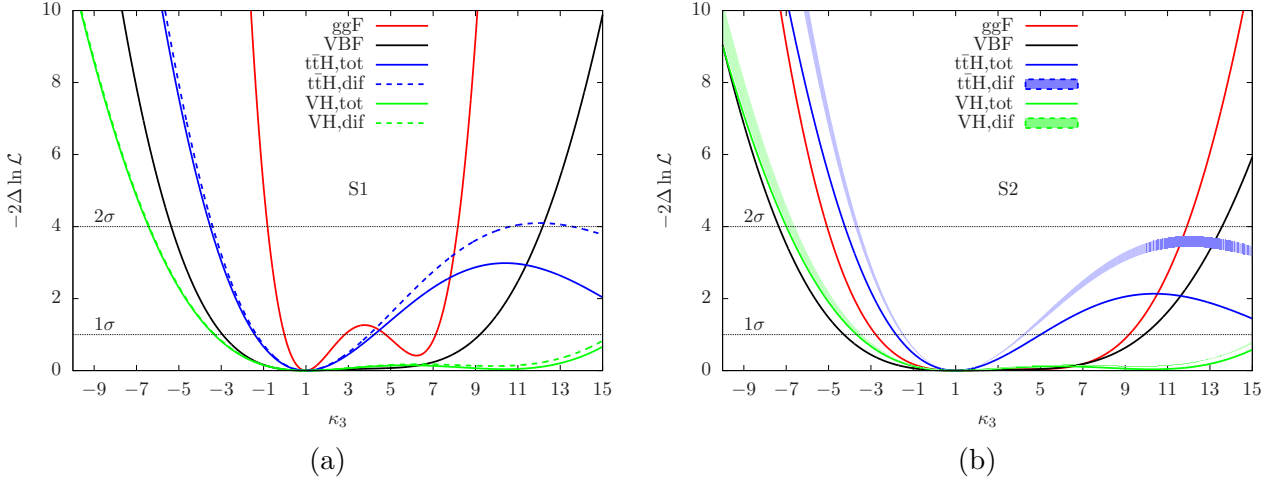 10
8
6
4
2
0
−2Δ ln ℒ
ggF
VBF
tt̄H,tot
tt̄H,dif
VH,tot
VH,dif
S1
2σ
1σ
−9 −7 −5 −3 −1 1 3 5 7 9 11 13 15
κ₃
(a)
10
8
6
4
2
0
−2Δ ln ℒ
ggF
VBF
tt̄H,tot
tt̄H,dif
VH,tot
VH,dif
S2
2σ
1σ
−9 −7 −5 −3 −1 1 3 5 7 9 11 13 15
κ₃
(b)